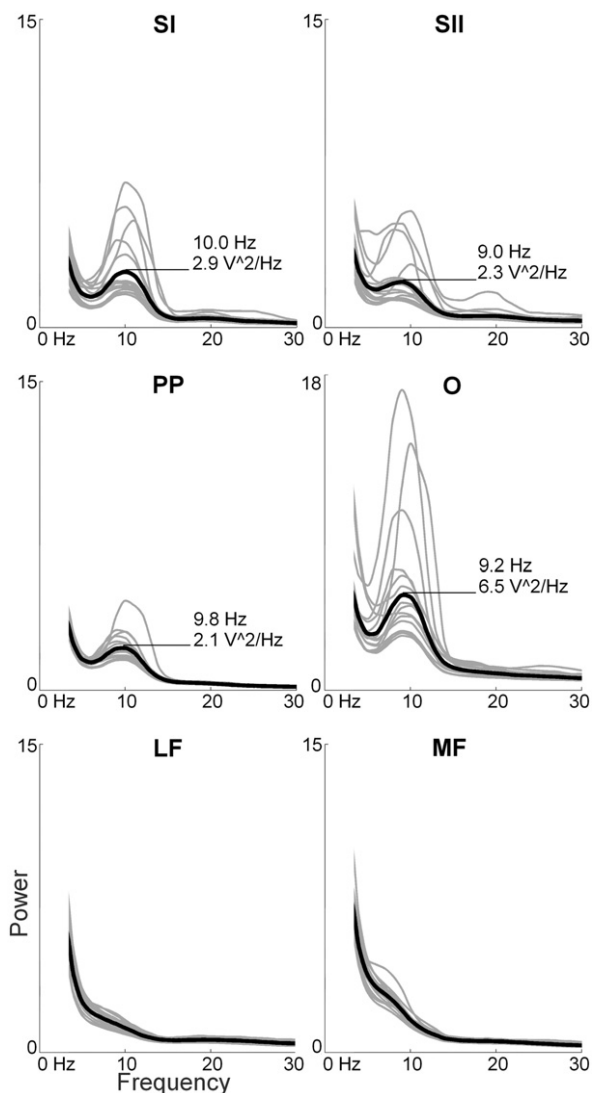 SI
15
10.0 Hz
2.9 V^2/Hz
0
0 Hz 10 20 30
SII
15
9.0 Hz
2.3 V^2/Hz
0
0 Hz 10 20 30
PP
15
9.8 Hz
2.1 V^2/Hz
0
0 Hz 10 20 30
O
18
9.2 Hz
6.5 V^2/Hz
0
0 Hz 10 20 30
LF
15
Power
0
0 Hz 10 20 30
Frequency
MF
15
0
0 Hz 10 20 30